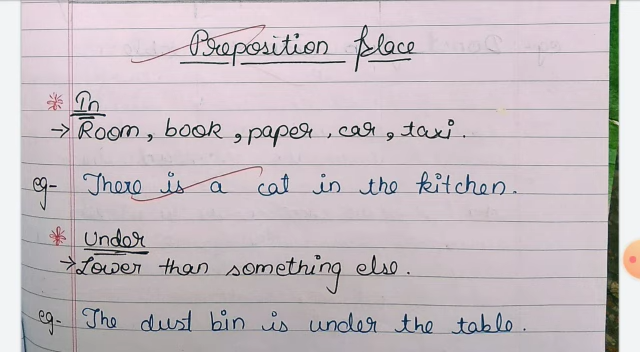 Preposition place
* In
→ Room, book, paper, car, taxi.
eg- There is a cat in the kitchen.
* Under
→ Lower than something else.
eg- The dust bin is under the table.